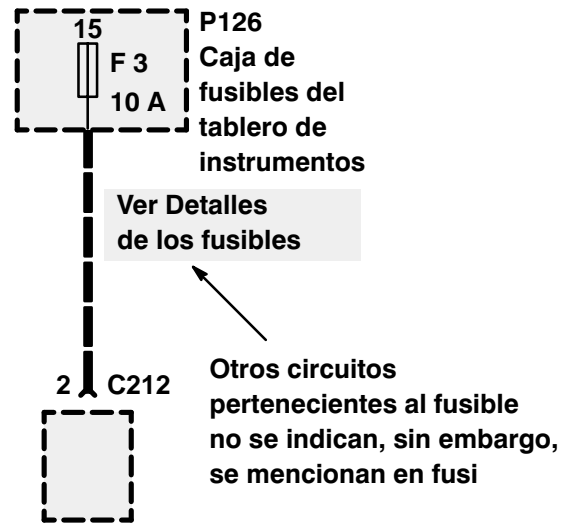 15
F 3
10 A
P126
Caja de
fusibles del
tablero de
instrumentos
Ver Detalles
de los fusibles
2 C212
Otros circuitos
pertenecientes al fusible
no se indican, sin embargo,
se mencionan en fusi